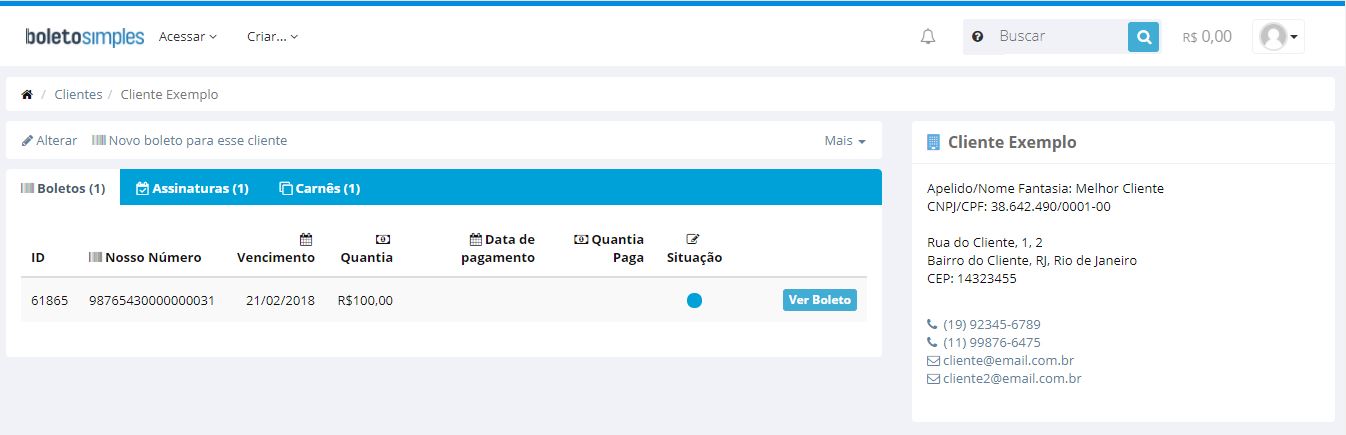 boletosimples Acessar Criar... Buscar R$ 0,00
/ Clientes / Cliente Exemplo
Alterar Novo boleto para esse cliente Mais
Boletos (1) Assinaturas (1) Carnês (1)
ID Nosso Número Vencimento Quantia Data de pagamento Quantia Paga Situação
61865 98765430000000031 21/02/2018 R$100,00 Ver Boleto
Cliente Exemplo
Apelido/Nome Fantasia: Melhor Cliente
CNPJ/CPF: 38.642.490/0001-00
Rua do Cliente, 1, 2
Bairro do Cliente, RJ, Rio de Janeiro
CEP: 14323455
(19) 92345-6789
(11) 99876-6475
cliente@email.com.br
cliente2@email.com.br